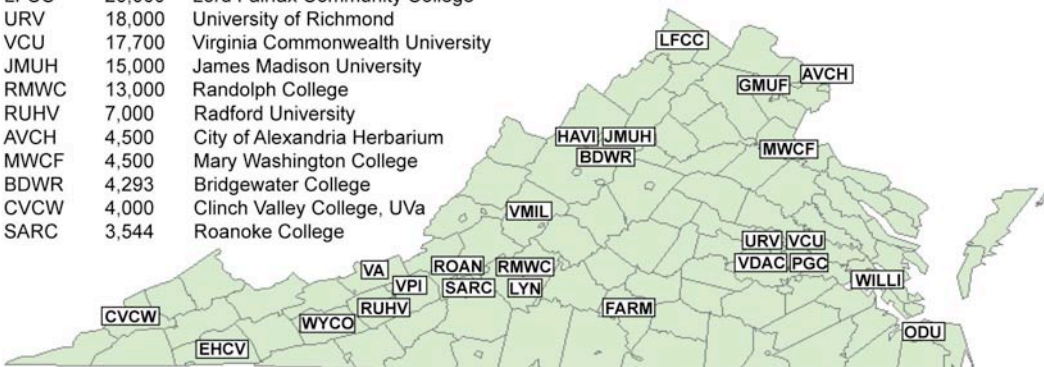 URV 18,000 University of Richmond
VCU 17,700 Virginia Commonwealth University
JMUH 15,000 James Madison University
RMWC 13,000 Randolph College
RUHV 7,000 Radford University
AVCH 4,500 City of Alexandria Herbarium
MWCF 4,500 Mary Washington College
BDWR 4,293 Bridgewater College
CVCW 4,000 Clinch Valley College, UVa
SARC 3,544 Roanoke College
LFCC
AVCH
GMUF
HAVI JMUH
BDWR
MWCF
VMIL
URV VCU
VDAC PGC
VA
ROAN RMWC
VPI
SARC LYN
WILLI
RUHV
FARM
CVCW
WYCO
ODU
EHCV